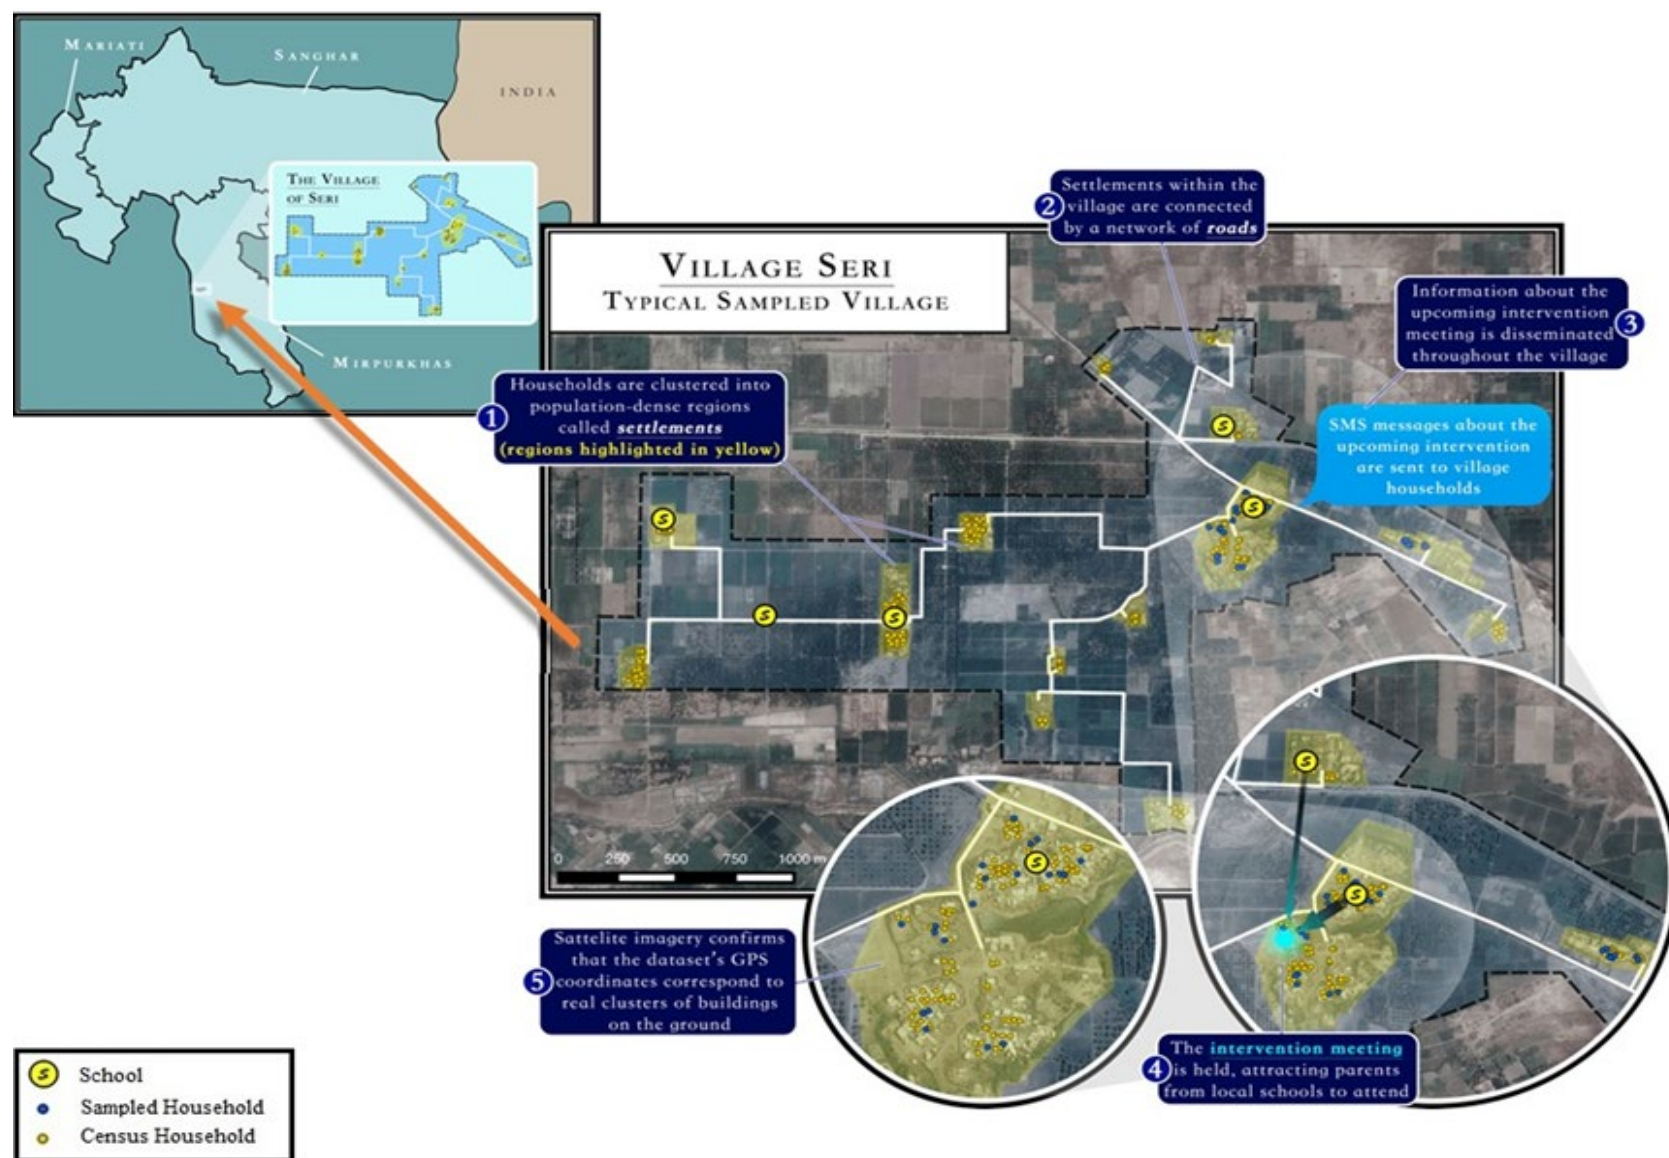 MARIATI
SANGHAR
INDIA
THE VILLAGE
OF SERI
MIRPURKHAS
VILLAGE SERI
TYPICAL SAMPLED VILLAGE
1
Households are clustered into
population-dense regions
called settlements
(regions highlighted in yellow)
2
Settlements within the
village are connected
by a network of roads
Information about the
upcoming intervention
meeting is disseminated
throughout the village
3
SMS messages about the
upcoming intervention
are sent to village
households
S
S
S
S
S
0 250 500 750 1000 m
S
S
S
5
Sattelite imagery confirms
that the dataset's GPS
coordinates correspond to
real clusters of buildings
on the ground
4
The intervention meeting
is held, attracting parents
from local schools to attend
S School
Sampled Household
Census Household